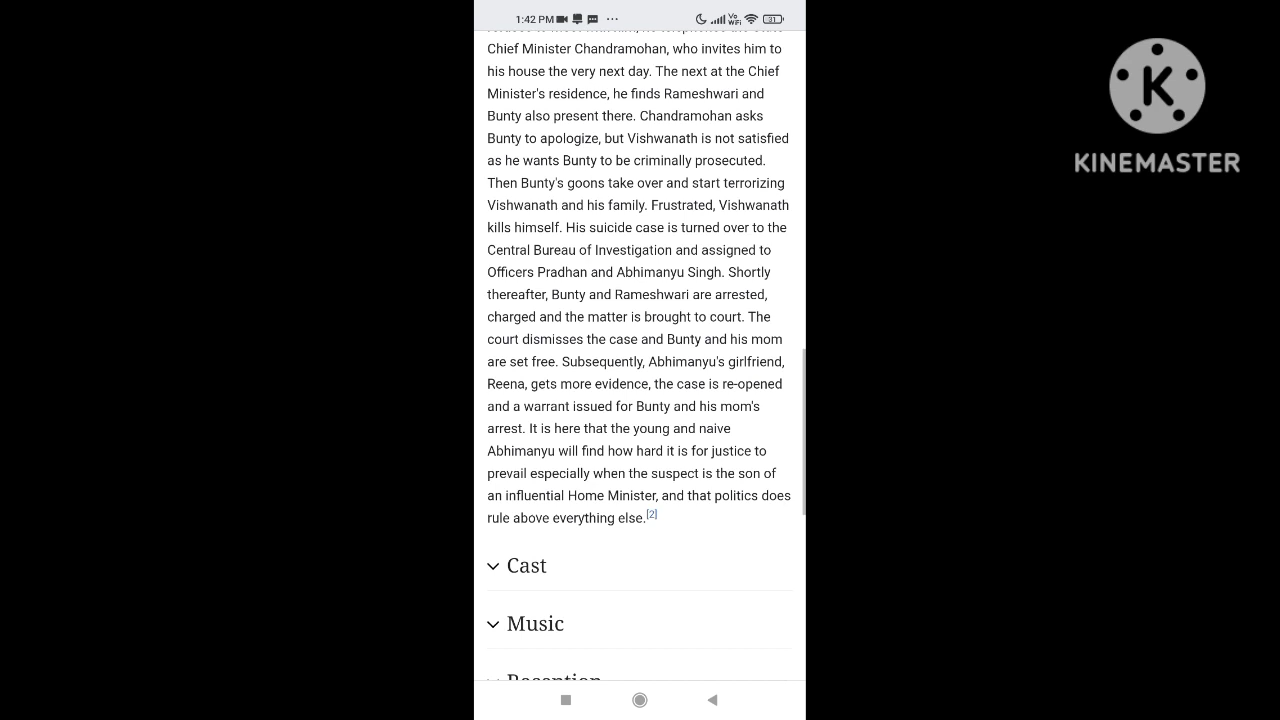 1:42 PM
Vo
WiFi
31
Chief Minister Chandramohan, who invites him to
his house the very next day. The next at the Chief
Minister's residence, he finds Rameshwari and
Bunty also present there. Chandramohan asks
Bunty to apologize, but Vishwanath is not satisfied
as he wants Bunty to be criminally prosecuted.
Then Bunty's goons take over and start terrorizing
Vishwanath and his family. Frustrated, Vishwanath
kills himself. His suicide case is turned over to the
Central Bureau of Investigation and assigned to
Officers Pradhan and Abhimanyu Singh. Shortly
thereafter, Bunty and Rameshwari are arrested,
charged and the matter is brought to court. The
court dismisses the case and Bunty and his mom
are set free. Subsequently, Abhimanyu's girlfriend,
Reena, gets more evidence, the case is re-opened
and a warrant issued for Bunty and his mom's
arrest. It is here that the young and naive
Abhimanyu will find how hard it is for justice to
prevail especially when the suspect is the son of
an influential Home Minister, and that politics does
rule above everything else.[2]
Cast
Music
Reception
K
KINEMASTER